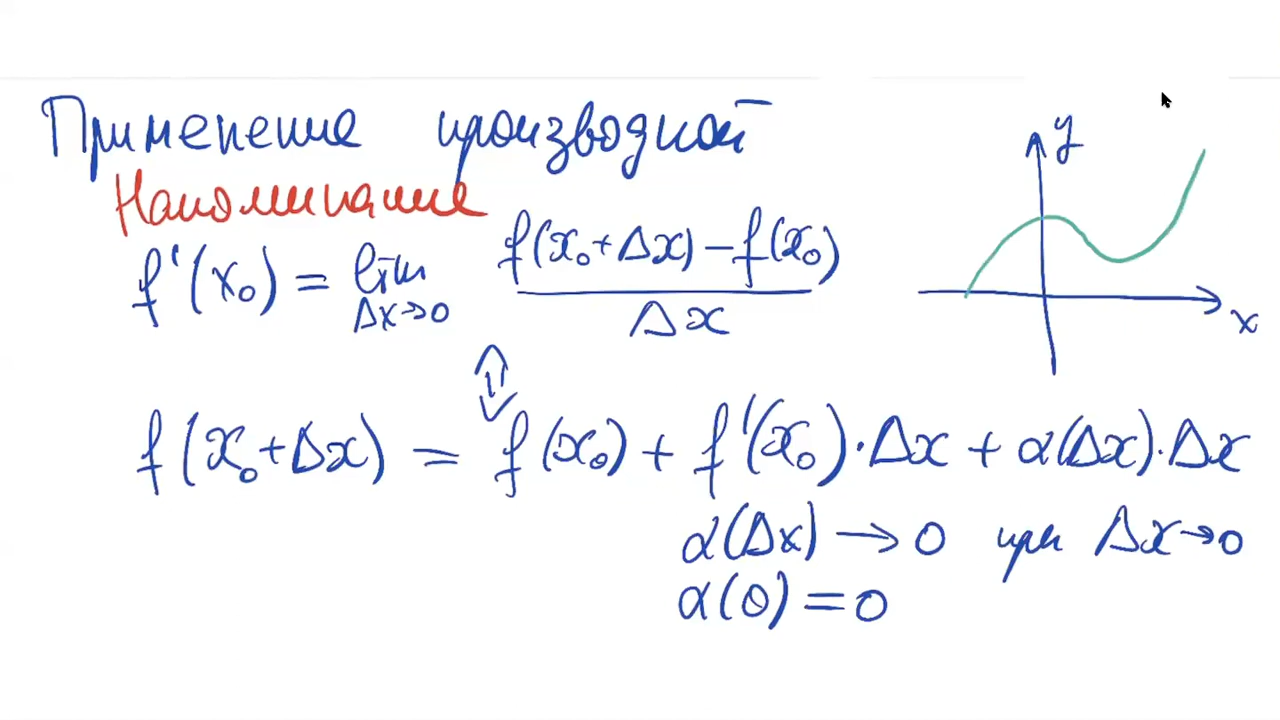 Применение производной
Напоминание
f'(x₀) = lim Δx→0 (f(x₀+Δx) − f(x₀)) / Δx
⇕
f(x₀+Δx) = f(x₀) + f'(x₀)·Δx + α(Δx)·Δx
α(Δx) → 0 при Δx→0
α(0) = 0
y
x